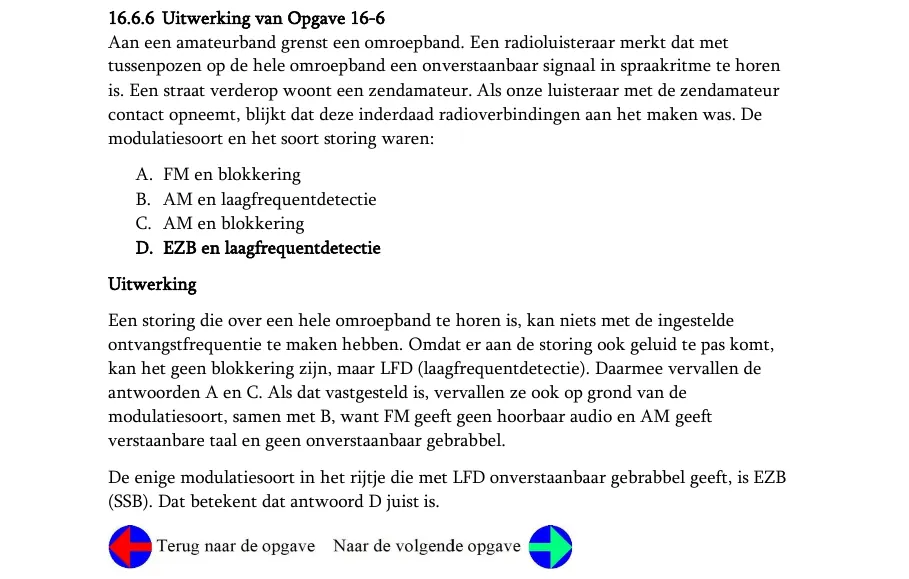 16.6.6 Uitwerking van Opgave 16-6
Aan een amateurband grenst een omroepband. Een radioluisteraar merkt dat met
tussenpozen op de hele omroepband een onverstaanbaar signaal in spraakritme te horen
is. Een straat verderop woont een zendamateur. Als onze luisteraar met de zendamateur
contact opneemt, blijkt dat deze inderdaad radioverbindingen aan het maken was. De
modulatiesoort en het soort storing waren:
A. FM en blokkering
B. AM en laagfrequentdetectie
C. AM en blokkering
D. EZB en laagfrequentdetectie
Uitwerking
Een storing die over een hele omroepband te horen is, kan niets met de ingestelde
ontvangstfrequentie te maken hebben. Omdat er aan de storing ook geluid te pas komt,
kan het geen blokkering zijn, maar LFD (laagfrequentdetectie). Daarmee vervallen de
antwoorden A en C. Als dat vastgesteld is, vervallen ze ook op grond van de
modulatiesoort, samen met B, want FM geeft geen hoorbaar audio en AM geeft
verstaanbare taal en geen onverstaanbaar gebrabbel.
De enige modulatiesoort in het rijtje die met LFD onverstaanbaar gebrabbel geeft, is EZB
(SSB). Dat betekent dat antwoord D juist is.
Terug naar de opgave Naar de volgende opgave